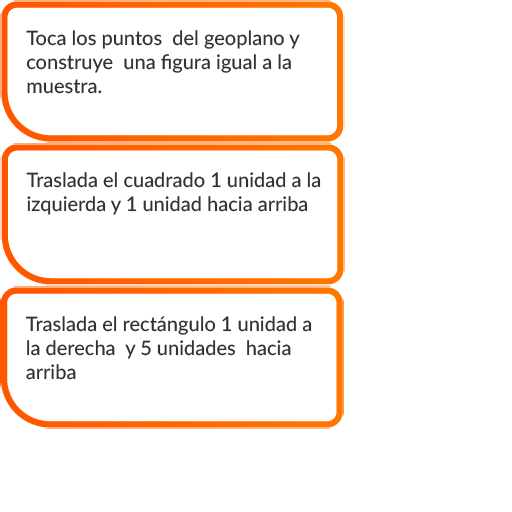 Toca los puntos  del geoplano y
construye  una figura igual a la
muestra.
Traslada el cuadrado 1 unidad a la
izquierda y 1 unidad hacia arriba
Traslada el rectángulo 1 unidad a
la derecha  y 5 unidades  hacia
arriba